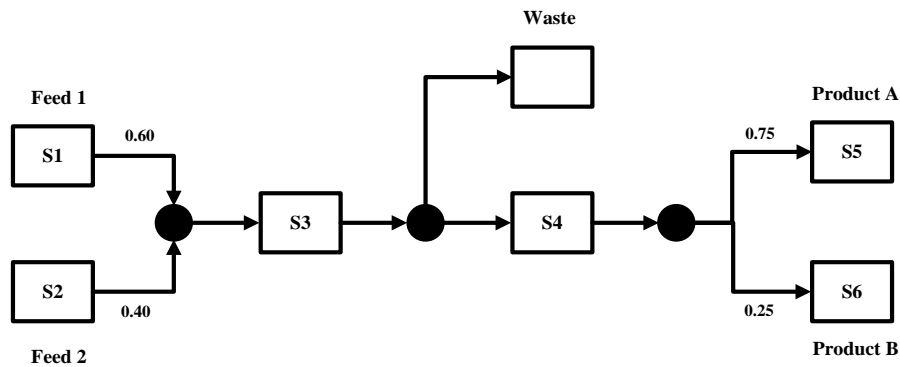 Waste
Feed 1
Product A
S1
0.60
0.75
S5
S3
S4
S2
0.40
0.25
S6
Feed 2
Product B